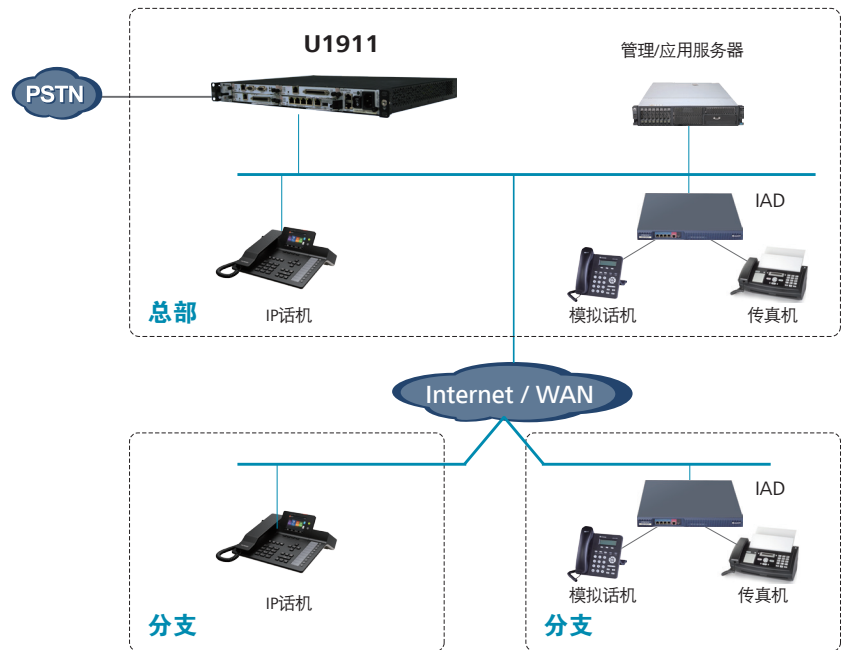 U1911
管理/应用服务器
PSTN
IAD
总部
IP话机
模拟话机
传真机
Internet / WAN
IAD
IP话机
模拟话机
传真机
分支
分支